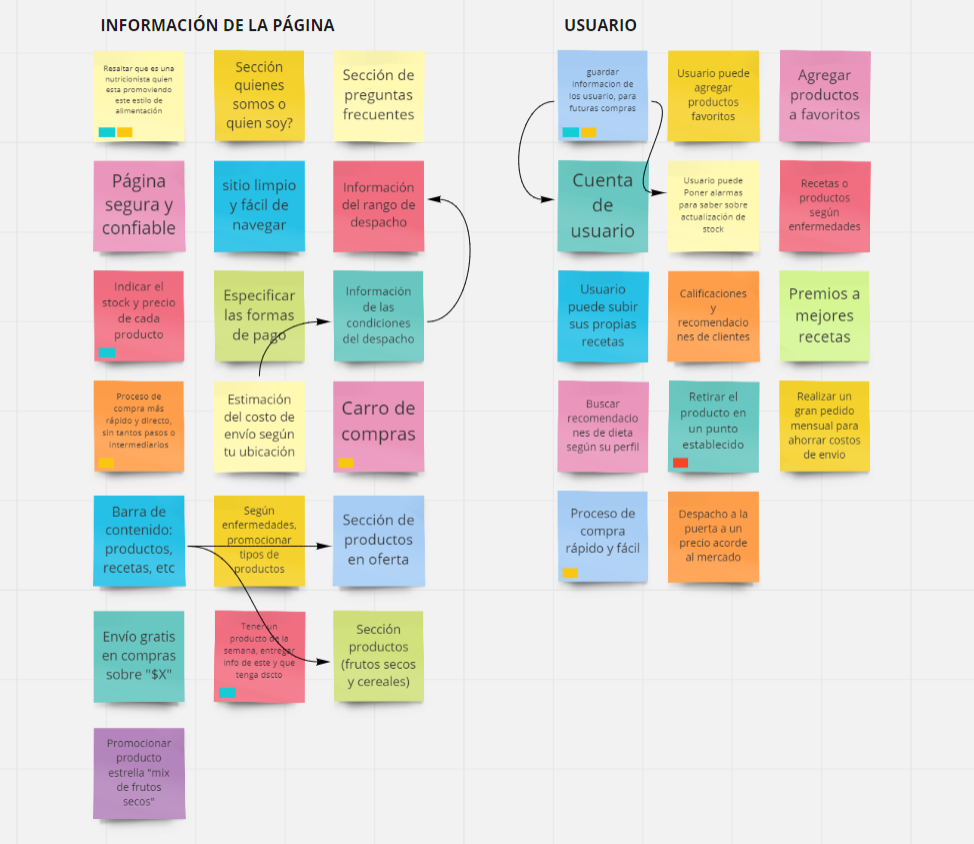 INFORMACIÓN DE LA PÁGINA
Resaltar que es una
nutricionista quien
esta promoviendo
este estilo de
alimentación
Sección
quienes
somos o
quien soy?
Sección de
preguntas
frecuentes
Página
segura y
confiable
sitio limpio
y fácil de
navegar
Información
del rango de
despacho
Indicar el
stock y precio
de cada
producto
Especificar
las formas
de pago
Información
de las
condiciones
del despacho
Proceso de
compra más
rápido y directo,
sin tantos pasos o
intermediarios
Estimación
del costo de
envío según
tu ubicación
Carro de
compras
Barra de
contenido:
productos,
recetas, etc
Según
enfermedades,
promocionar
tipos de
productos
Sección de
productos
en oferta
Envío gratis
en compras
sobre "$X"
Tener un
producto de la
semana, entregar
info de este y que
tenga dscto
Sección
productos
(frutos secos
y cereales)
Promocionar
producto
estrella "mix
de frutos
secos"
USUARIO
guardar
informacion de
los usuario, para
futuras compras
Usuario puede
agregar
productos
favoritos
Agregar
productos
a favoritos
Cuenta
de
usuario
Usuario puede
Poner alarmas
para saber sobre
actualización de
stock
Recetas o
productos
según
enfermedades
Usuario
puede subir
sus propias
recetas
Calificaciones
y
recomendacio
nes de clientes
Premios a
mejores
recetas
Buscar
recomendacio
nes de dieta
según su perfil
Retirar el
producto en
un punto
establecido
Realizar un
gran pedido
mensual para
ahorrar costos
de envio
Proceso de
compra
rápido y fácil
Despacho a la
puerta a un
precio acorde
al mercado